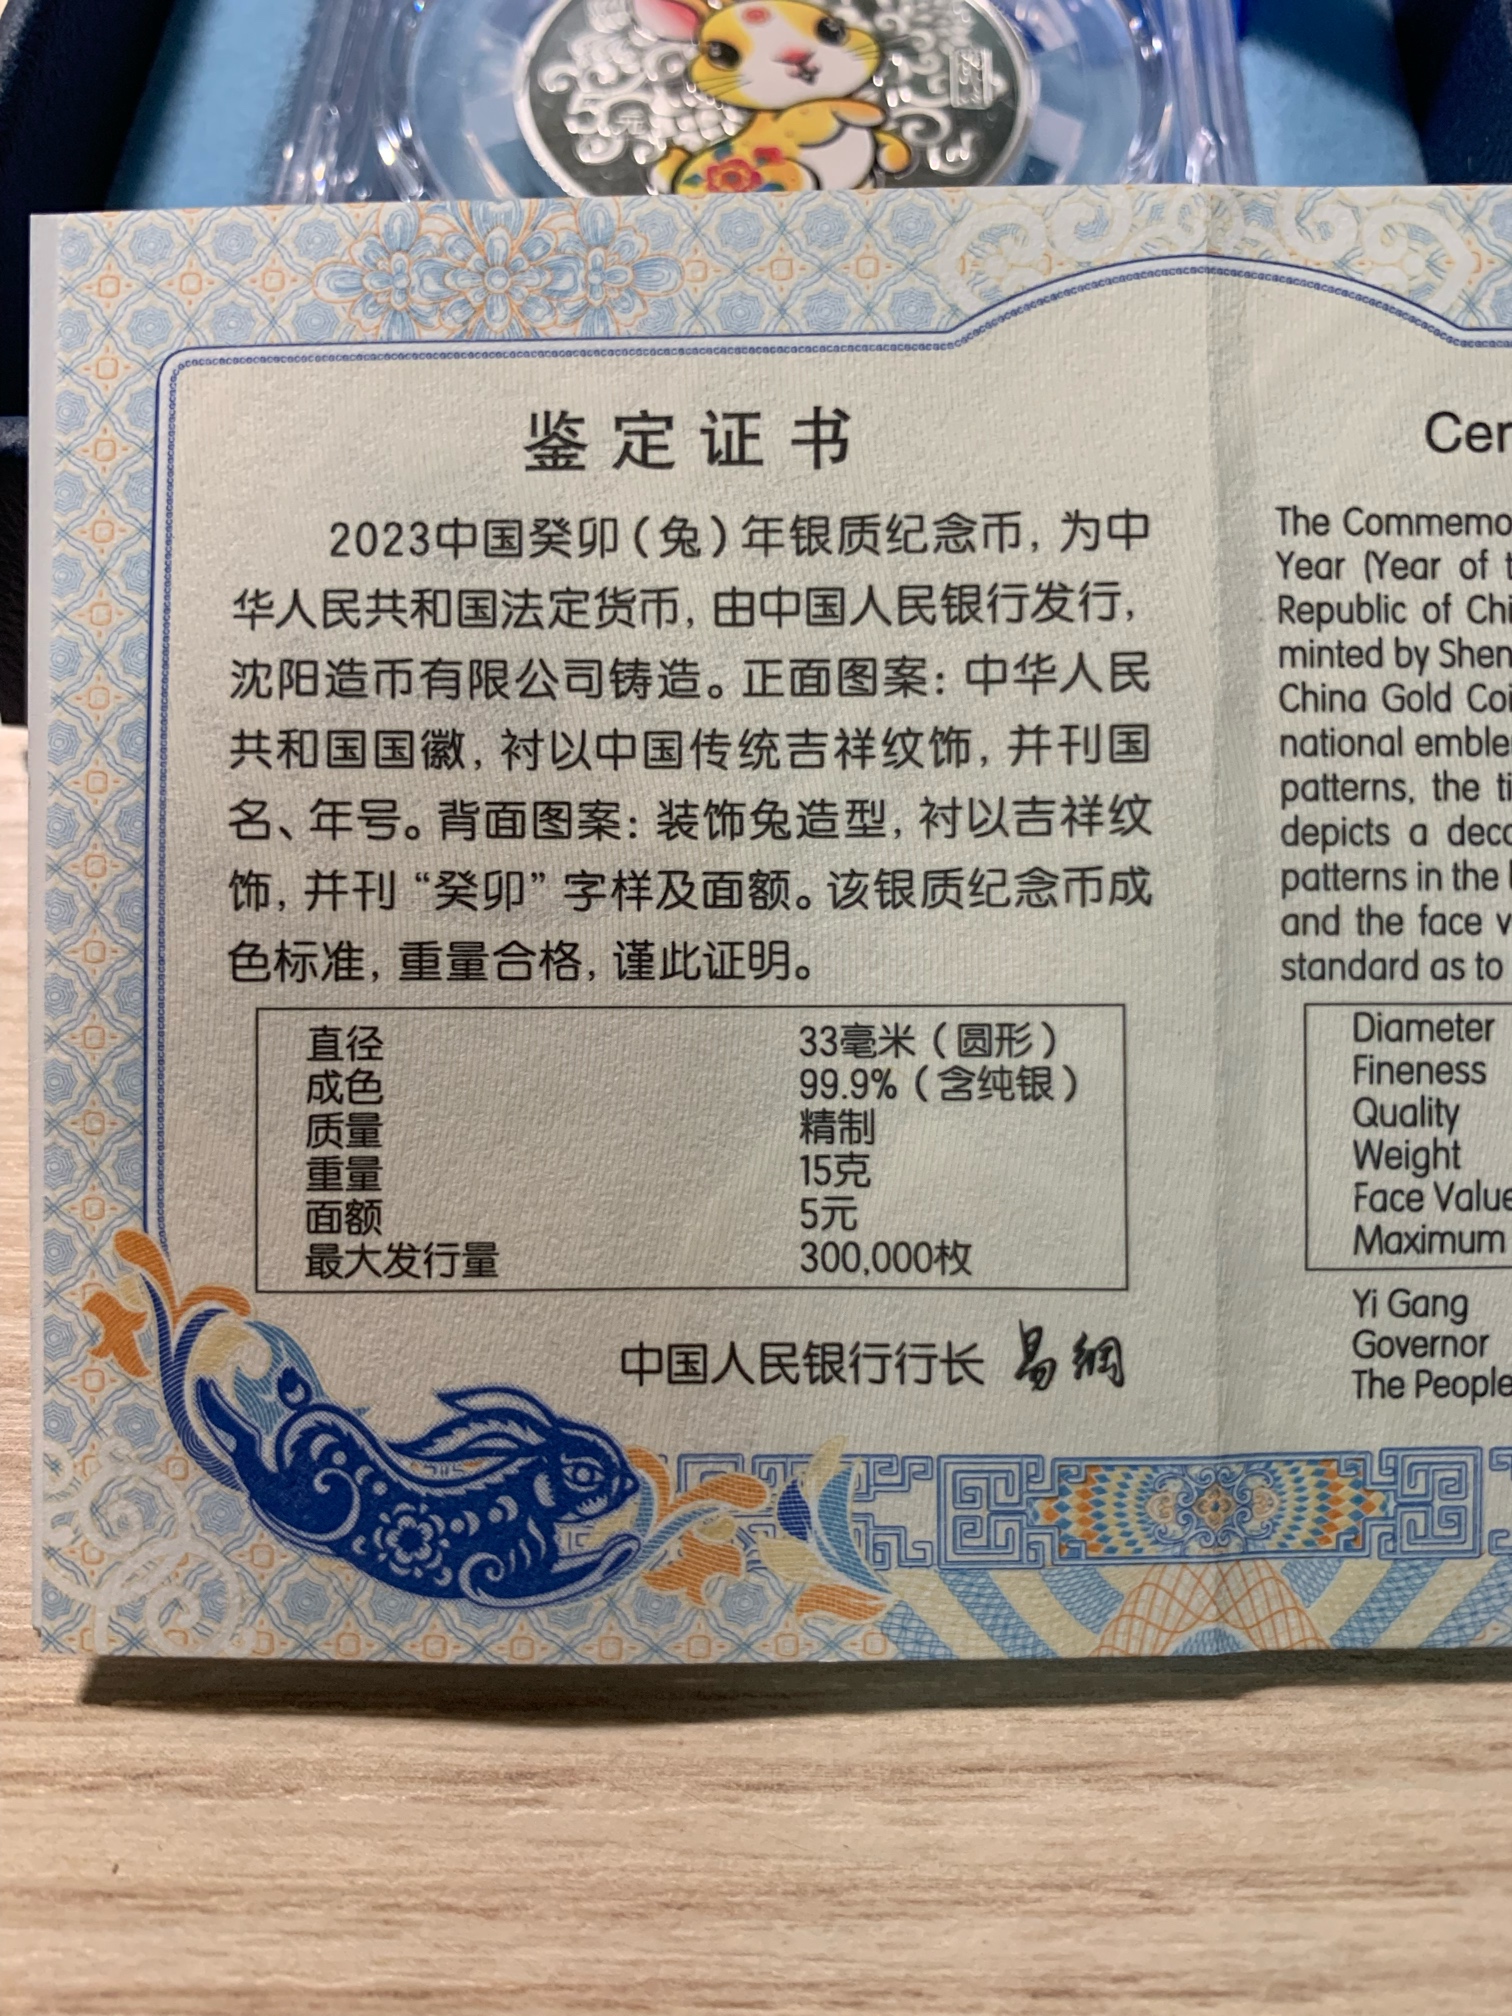 5元
鉴定证书
2023中国癸卯（兔）年银质纪念币，为中
华人民共和国法定货币，由中国人民银行发行，
沈阳造币有限公司铸造。正面图案：中华人民
共和国国徽，衬以中国传统吉祥纹饰，并刊国
名、年号。背面图案：装饰兔造型，衬以吉祥纹
饰，并刊“癸卯”字样及面额。该银质纪念币成
色标准，重量合格，谨此证明。
直径 33毫米（圆形）
成色 99.9%（含纯银）
质量 精制
重量 15克
面额 5元
最大发行量 300,000枚
中国人民银行行长 易纲
Cer
The Commemo
Year (Year of t
Republic of Chi
minted by Shen
China Gold Coi
national emble
patterns, the ti
depicts a deco
patterns in the
and the face v
standard as to
Diameter
Fineness
Quality
Weight
Face Value
Maximum
Yi Gang
Governor
The People